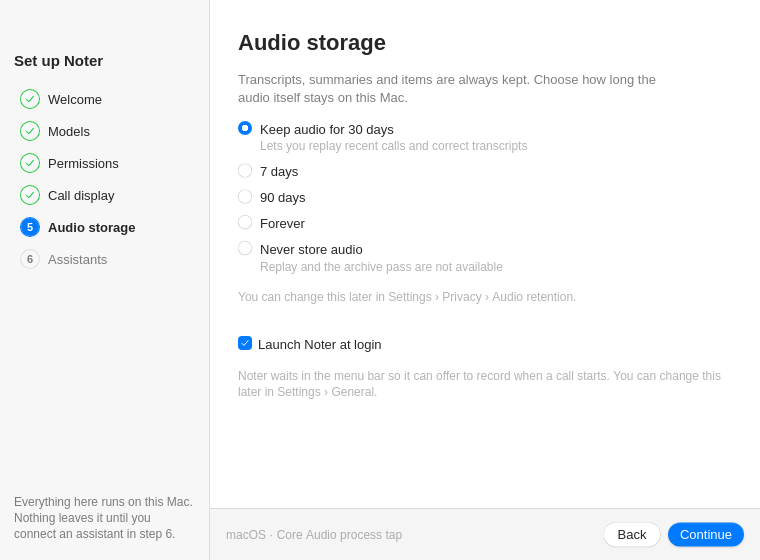 Set up Noter
Welcome
Models
Permissions
Call display
5 Audio storage
6 Assistants
Everything here runs on this Mac.
Nothing leaves it until you
connect an assistant in step 6.
Audio storage
Transcripts, summaries and items are always kept. Choose how long the
audio itself stays on this Mac.
Keep audio for 30 days
Lets you replay recent calls and correct transcripts
7 days
90 days
Forever
Never store audio
Replay and the archive pass are not available
You can change this later in Settings › Privacy › Audio retention.
Launch Noter at login
Noter waits in the menu bar so it can offer to record when a call starts. You can change this
later in Settings › General.
macOS · Core Audio process tap
Back
Continue